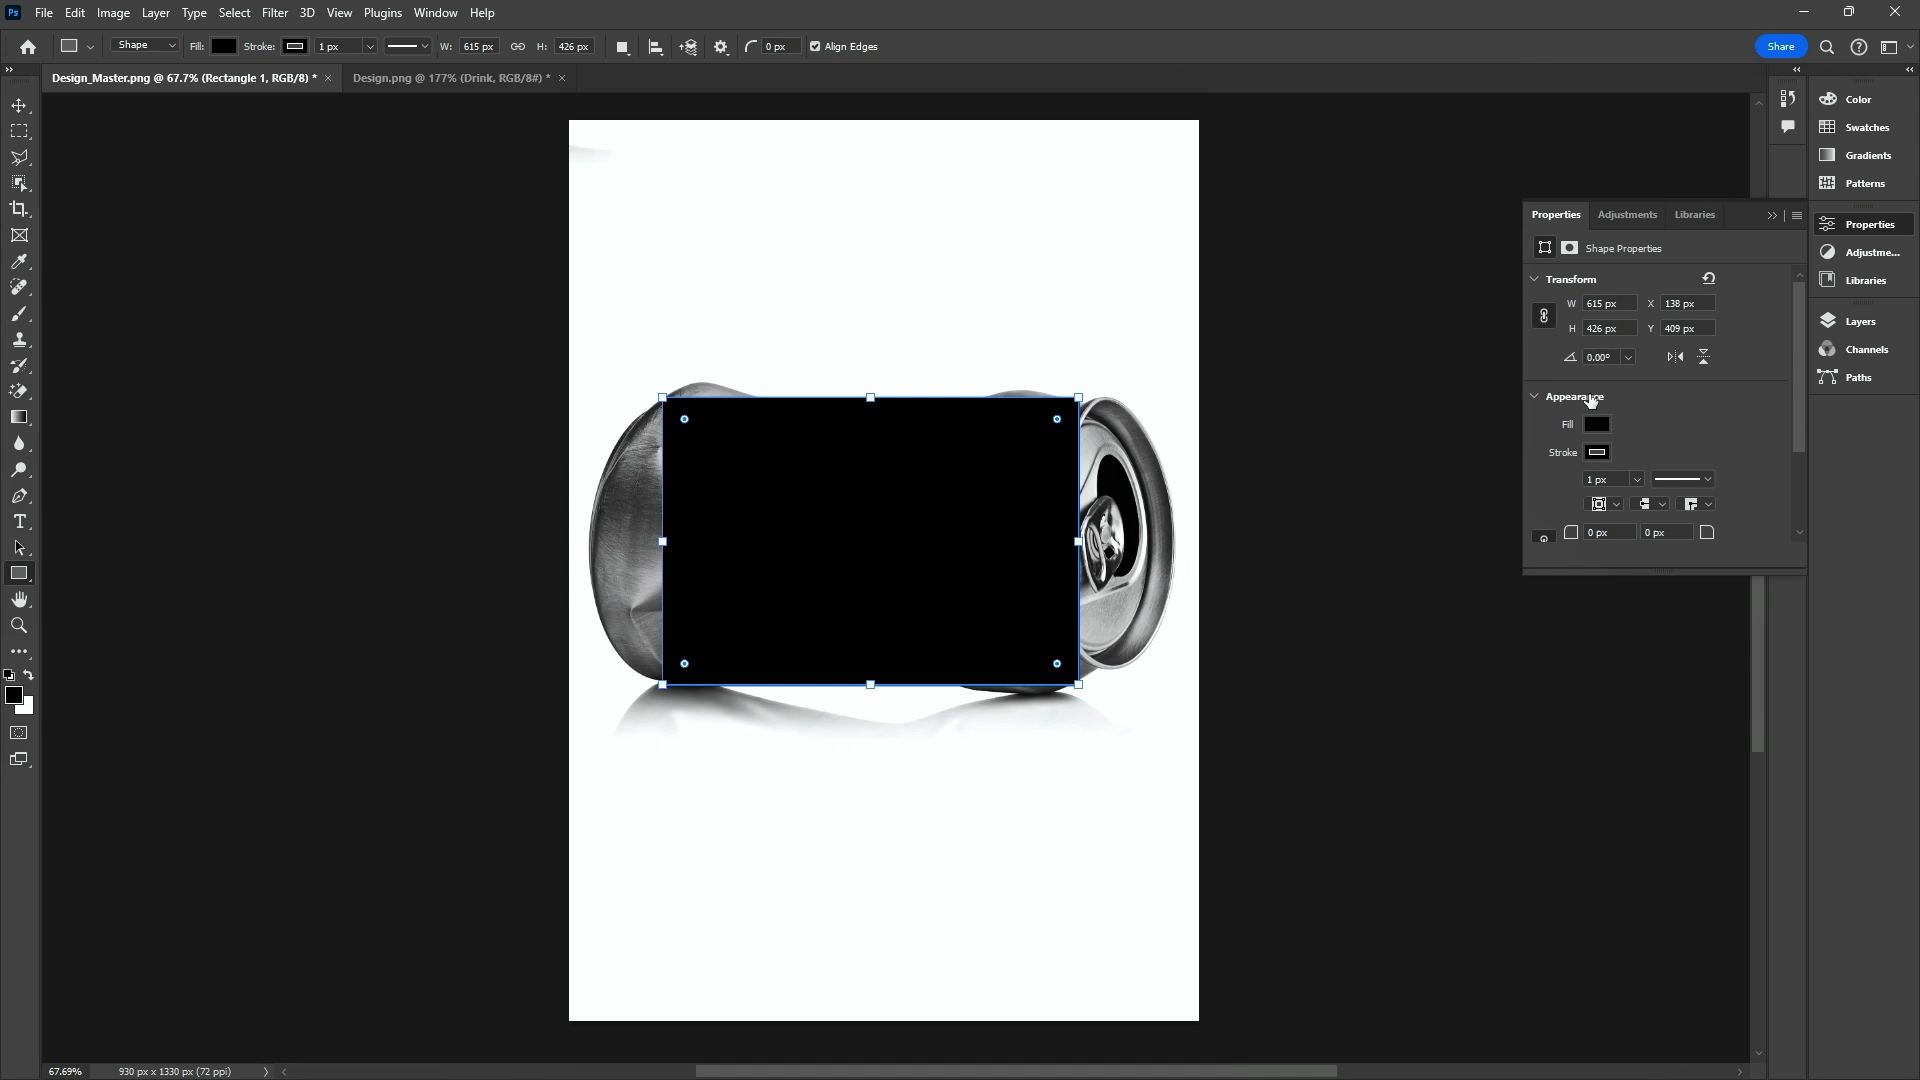 Ps File Edit Image Layer Type Select Filter 3D View Plugins Window Help
Shape Fill: Stroke: 1 px W: 615 px H: 426 px 0 px Align Edges Share
Design_Master.png @ 67.7% (Rectangle 1, RGB/8) * Design.png @ 177% (Drink, RGB/8#) *
Color
Swatches
Gradients
Patterns
Properties
Adjustme...
Libraries
Layers
Channels
Paths
Properties Adjustments Libraries
Shape Properties
Transform
W 615 px X 138 px
H 426 px Y 409 px
0.00°
Appearance
Fill
Stroke
1 px
0 px 0 px
67.69% 930 px x 1330 px (72 ppi)